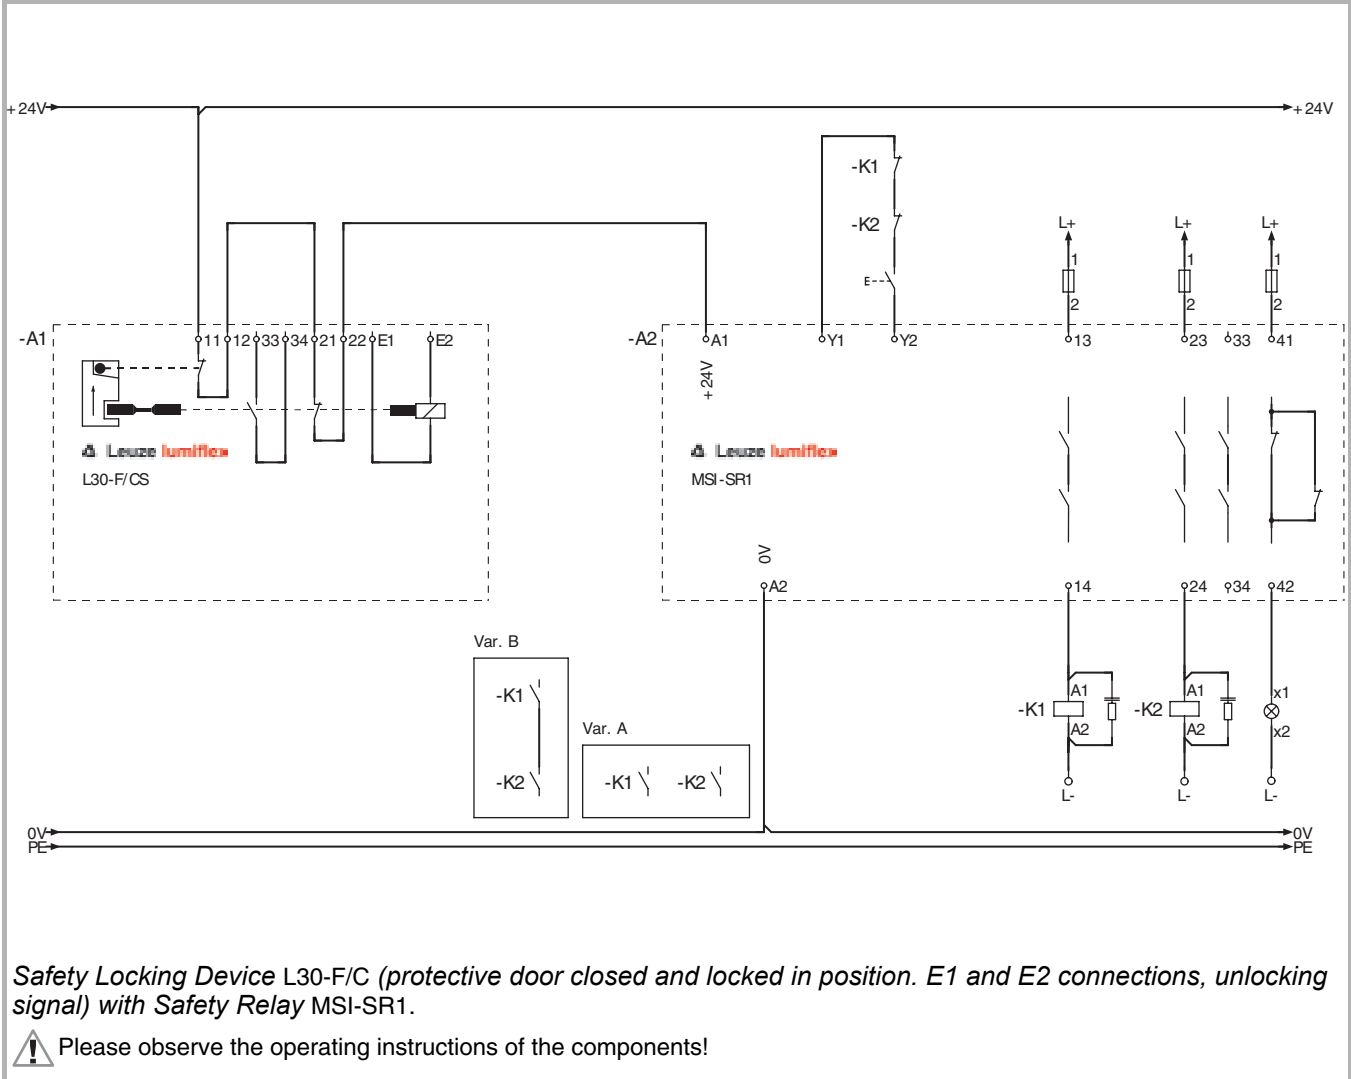 +24V +24V
-K1
-K2
L+ L+ L+
1 1 1
E
2 2 2
-A1 11 12 33 34 21 22 E1 E2 -A2 A1 Y1 Y2 13 23 33 41
+24V
Leuze lumiflex Leuze lumiflex
L30-F/CS MSI-SR1
0V
A2 14 24 34 42
Var. B
-K1
A1 A1 x1
-K1 -K2
A2 A2 x2
Var. A
-K2 -K1 -K2
L- L- L-
0V 0V
PE PE
Safety Locking Device L30-F/C (protective door closed and locked in position. E1 and E2 connections, unlocking
signal) with Safety Relay MSI-SR1.
Please observe the operating instructions of the components!